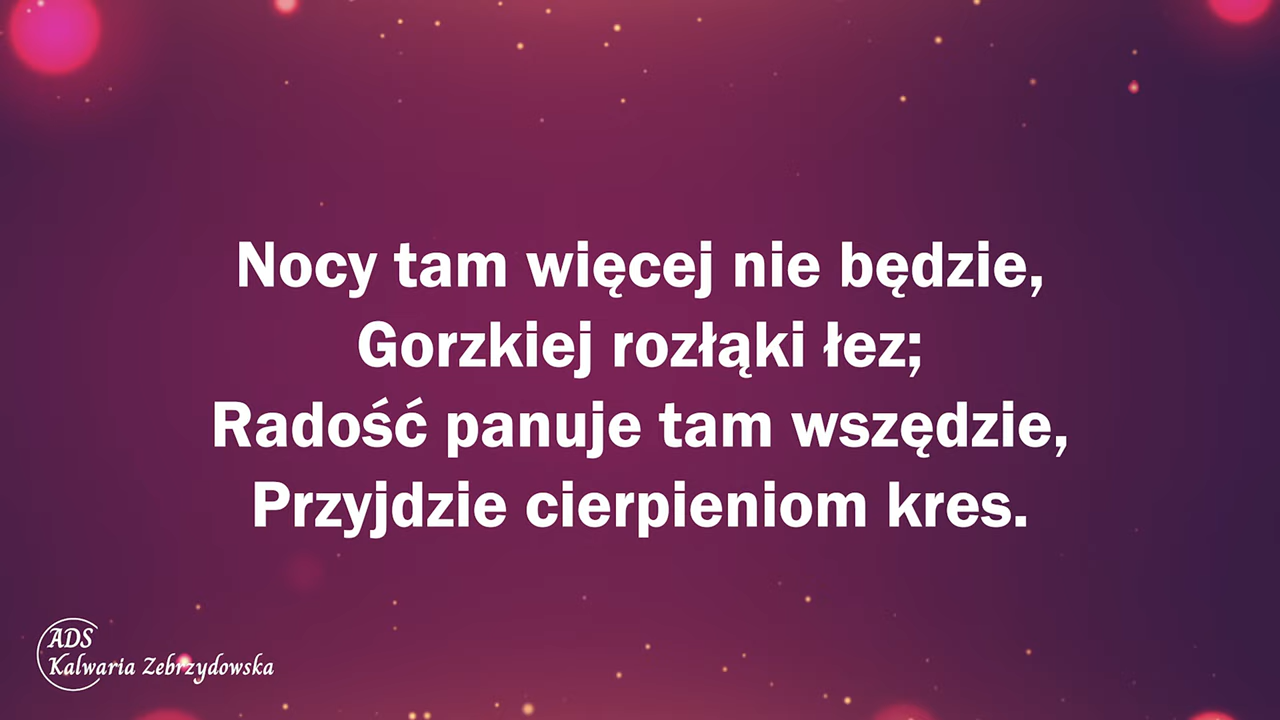 Nocy tam więcej nie będzie,
Gorzkiej rozłąki łez;
Radość panuje tam wszędzie,
Przyjdzie cierpieniom kres.
ADS
Kalwaria Zebrzydowska